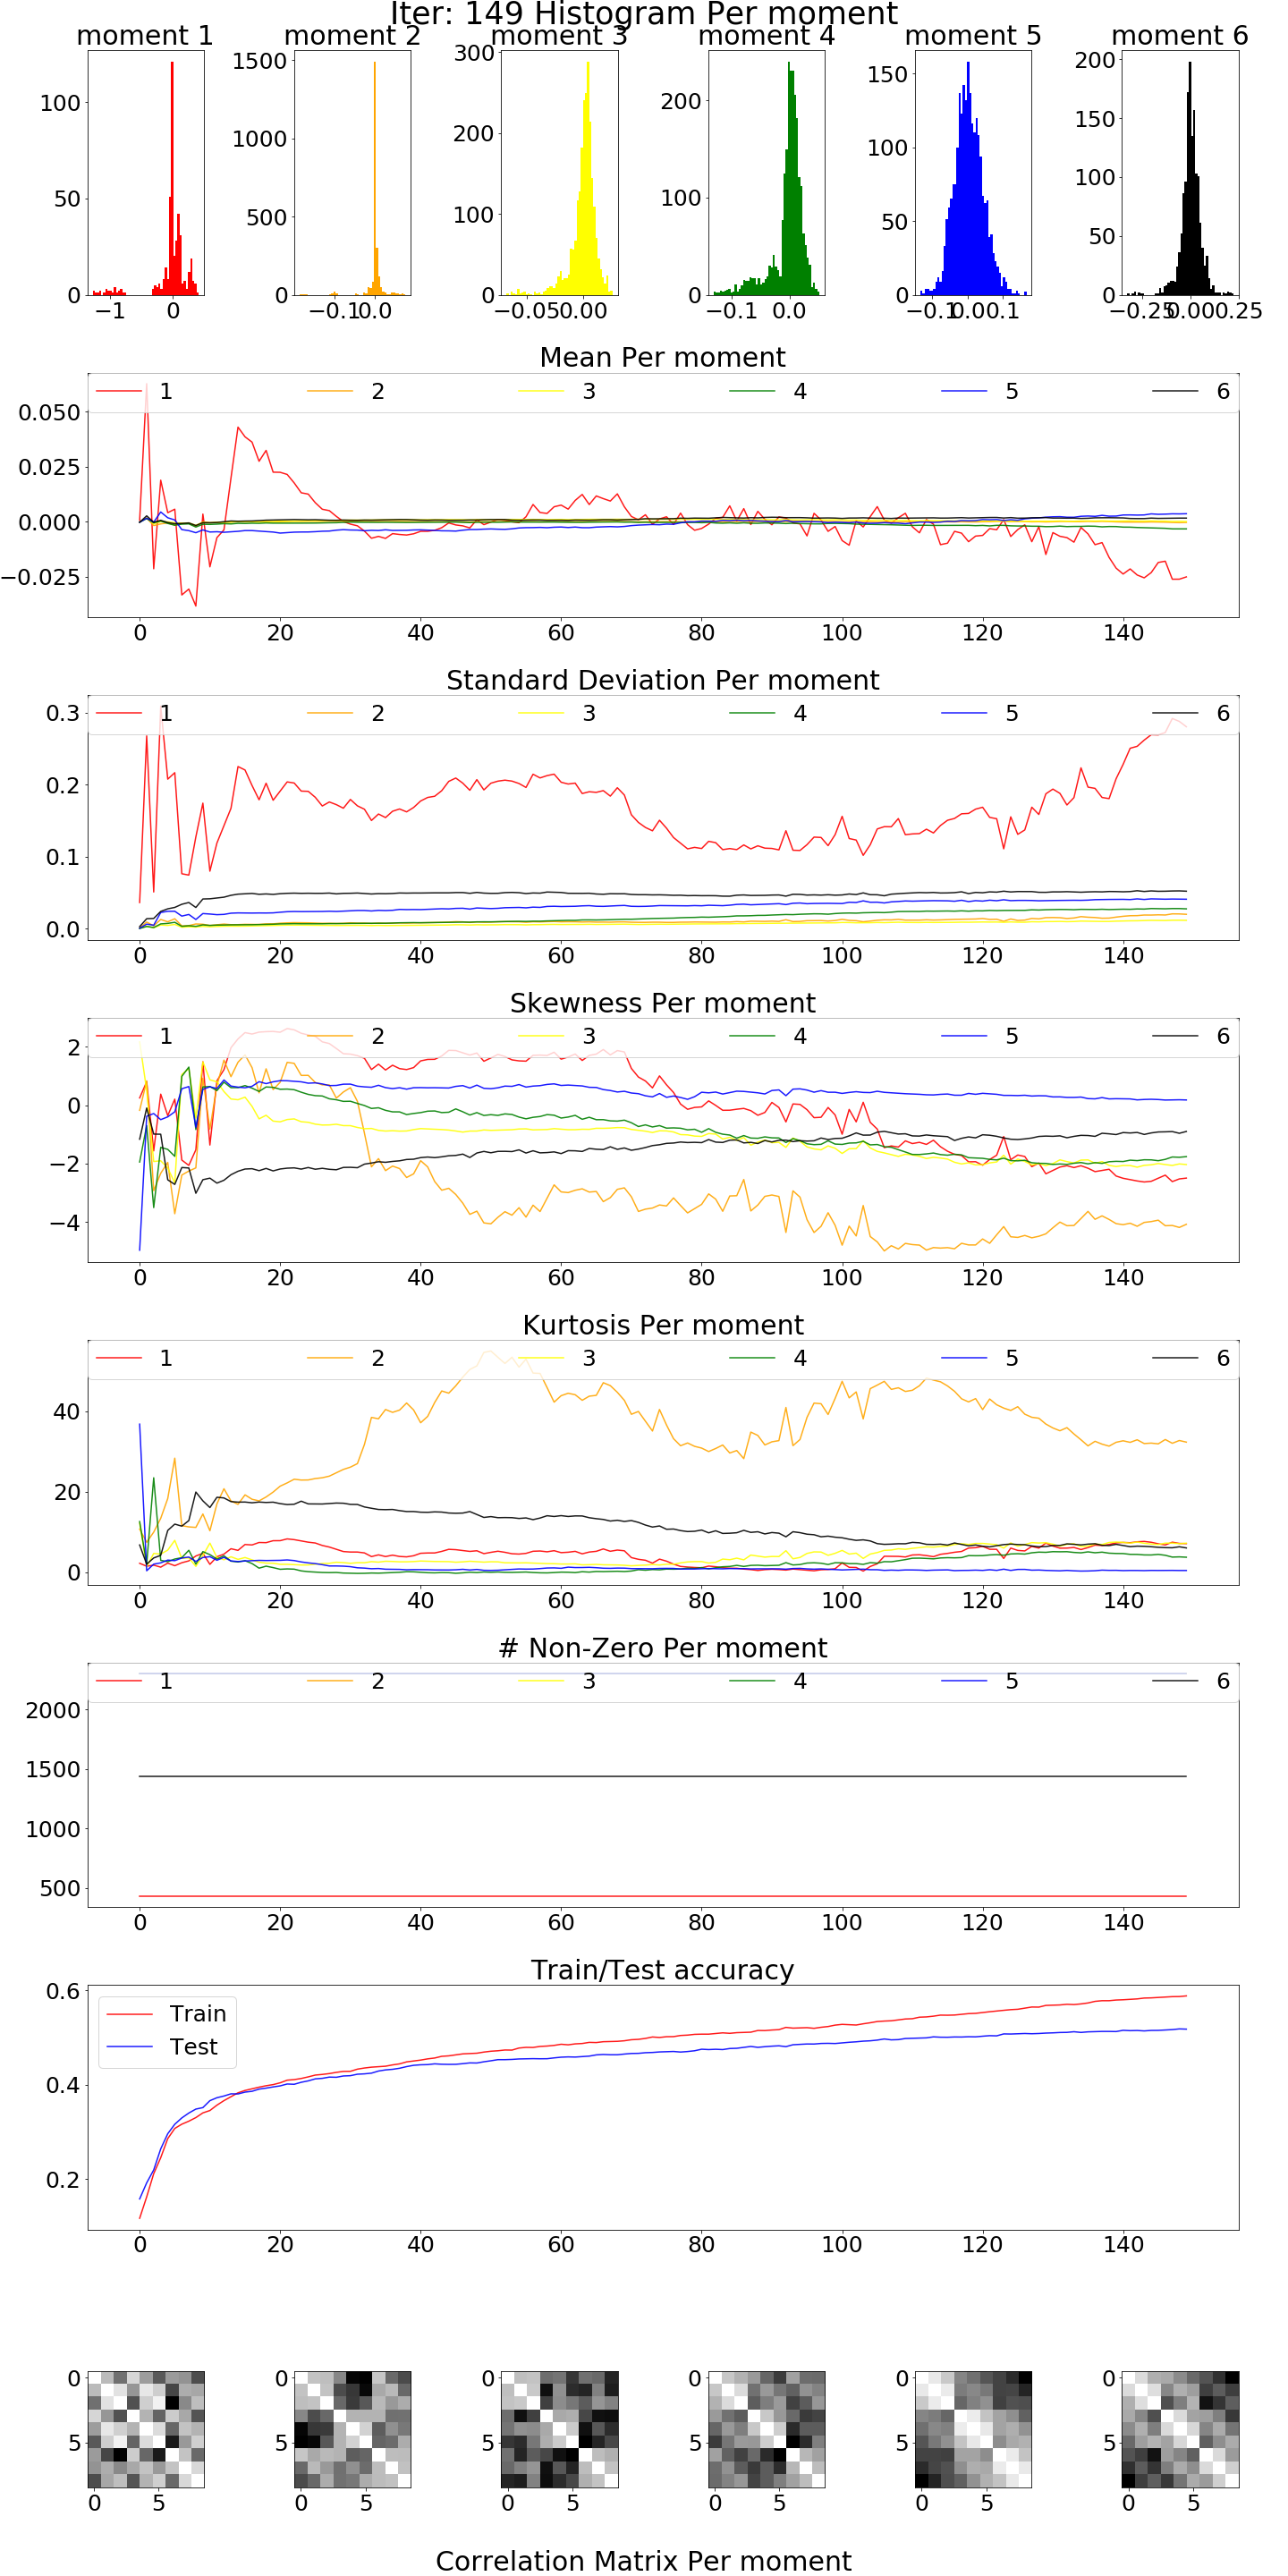 Iter: 149 Histogram Per moment
moment 1 moment 2 moment 3 moment 4 moment 5 moment 6
100
50
0
−1 0
1500
1000
500
0
−0.1 0.0
300
200
100
0
−0.05 0.00
200
100
0
−0.1 0.0
150
100
50
0
−0.1 0.0 0.1
200
150
100
50
0
−0.25 0.00 0.25
Mean Per moment
1 2 3 4 5 6
0.050
0.025
0.000
−0.025
0 20 40 60 80 100 120 140
Standard Deviation Per moment
1 2 3 4 5 6
0.3
0.2
0.1
0.0
0 20 40 60 80 100 120 140
Skewness Per moment
1 2 3 4 5 6
2
0
−2
−4
0 20 40 60 80 100 120 140
Kurtosis Per moment
1 2 3 4 5 6
40
20
0
0 20 40 60 80 100 120 140
# Non-Zero Per moment
1 2 3 4 5 6
2000
1500
1000
500
0 20 40 60 80 100 120 140
Train/Test accuracy
Train
Test
0.6
0.4
0.2
0 20 40 60 80 100 120 140
0
5
0 5
0
5
0 5
0
5
0 5
0
5
0 5
0
5
0 5
0
5
0 5
Correlation Matrix Per moment